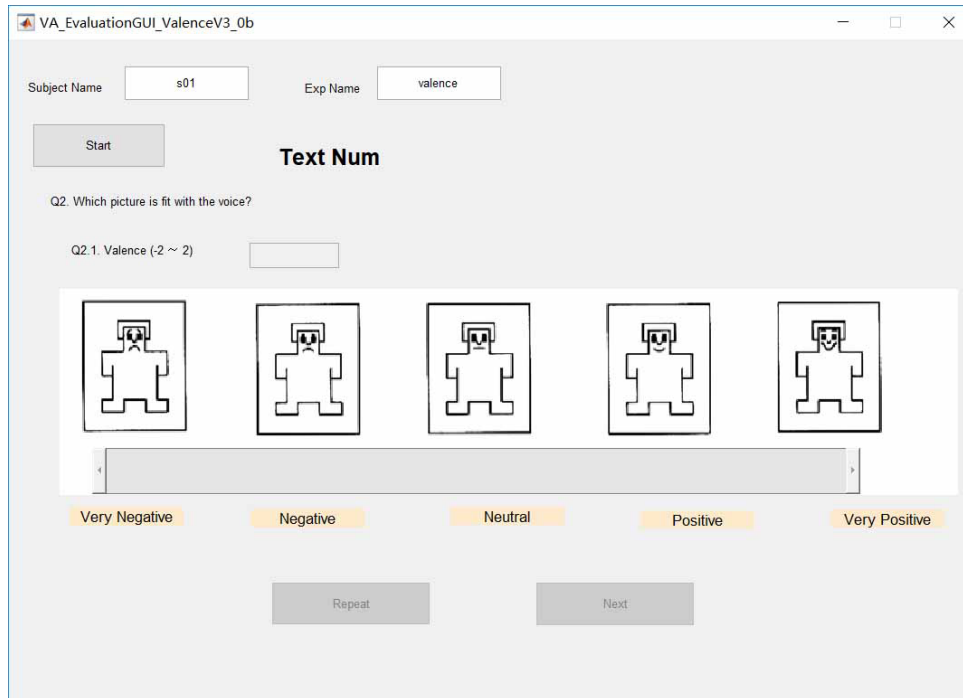 VA_EvaluationGUI_ValenceV3_0b
Subject Name s01 Exp Name valence
Start
Text Num
Q2. Which picture is fit with the voice?
Q2.1. Valence (-2 ~ 2)
Very Negative Negative Neutral Positive Very Positive
Repeat Next